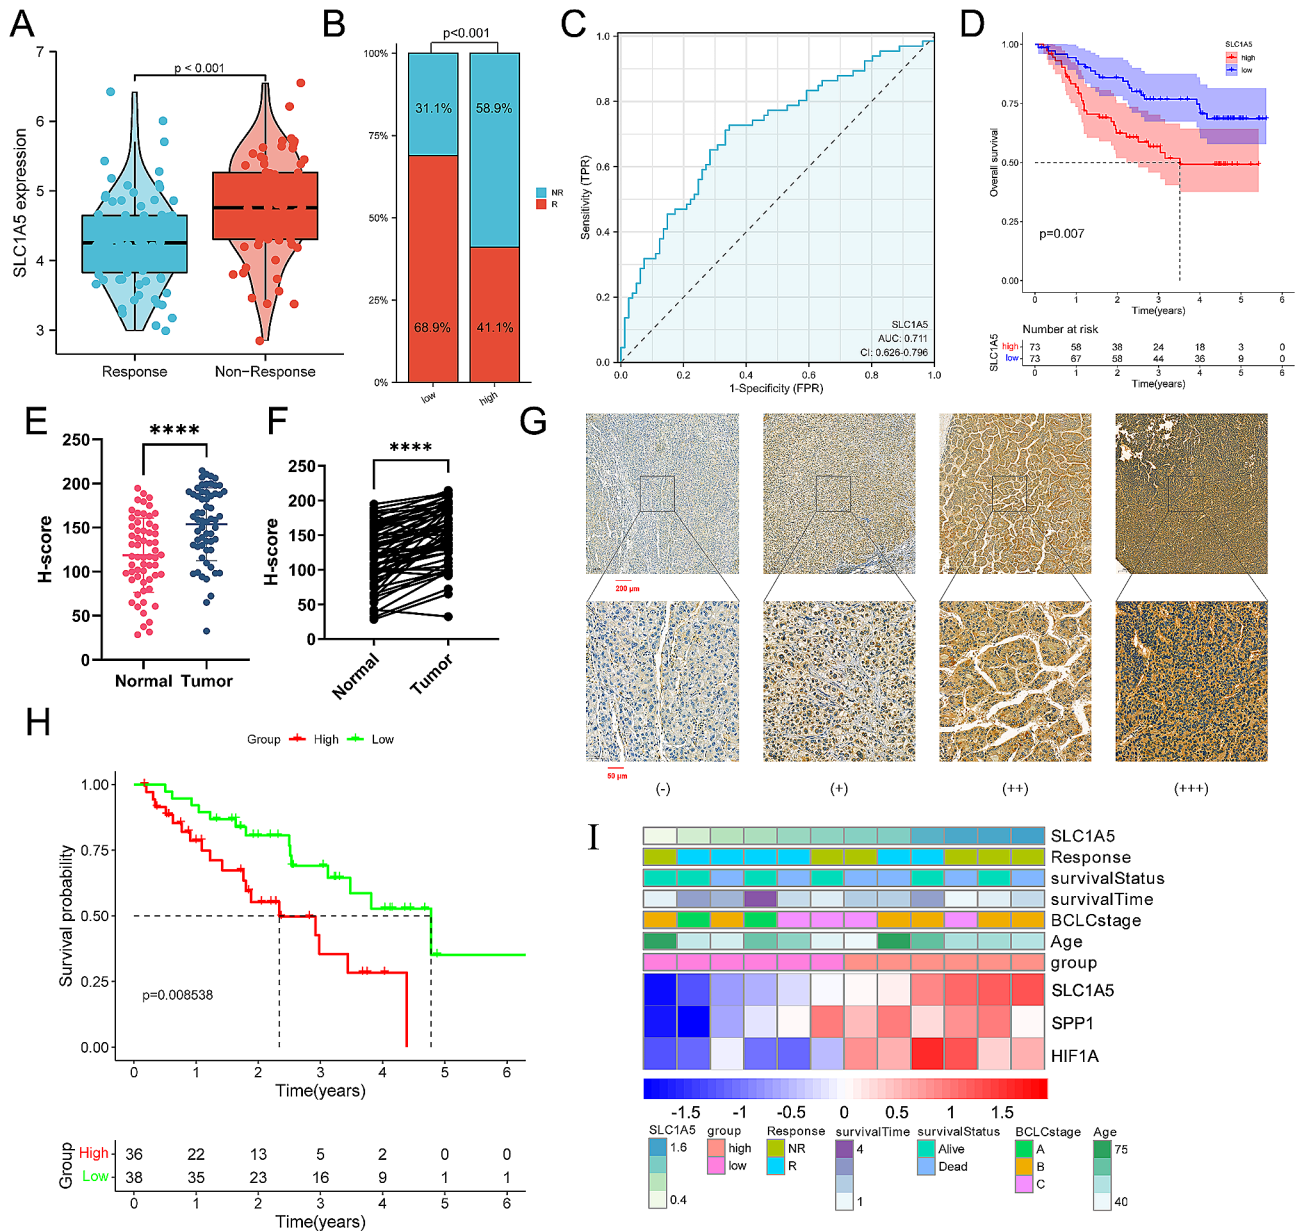 A
SLC1A5 expression
7
6
5
4
3
p < 0.001
Response
Non−Response
B
p<0.001
100%
75%
50%
25%
0%
31.1%
58.9%
68.9%
41.1%
low
high
NR
R
C
Sensitivity (TPR)
1.0
0.8
0.6
0.4
0.2
0.0
0.0 0.2 0.4 0.6 0.8 1.0
1-Specificity (FPR)
SLC1A5
AUC: 0.711
CI: 0.626-0.796
D
SLC1A5
high
low
Overall survival
1.00
0.75
0.50
0.25
0.00
p=0.007
0 1 2 3 4 5 6
Time(years)
Number at risk
SLC1A5
high 73 58 38 24 18 3 0
low 73 67 58 44 36 9 0
0 1 2 3 4 5 6
Time(years)
E
H-score
250
200
150
100
50
0
****
Normal Tumor
F
H-score
250
200
150
100
50
0
****
Normal
Tumor
G
200 μm
50 μm
(-) (+) (++) (+++)
H
Group High Low
Survival probability
1.00
0.75
0.50
0.25
0.00
p=0.008538
0 1 2 3 4 5 6
Time(years)
Group
High 36 22 13 5 2 0 0
Low 38 35 23 16 9 1 1
0 1 2 3 4 5 6
Time(years)
I
SLC1A5
Response
survivalStatus
survivalTime
BCLCstage
Age
group
SLC1A5
SPP1
HIF1A
-1.5 -1 -0.5 0 0.5 1 1.5
SLC1A5
1.6
0.4
group
high
low
Response
NR
R
survivalTime
4
1
survivalStatus
Alive
Dead
BCLCstage
A
B
C
Age
75
40